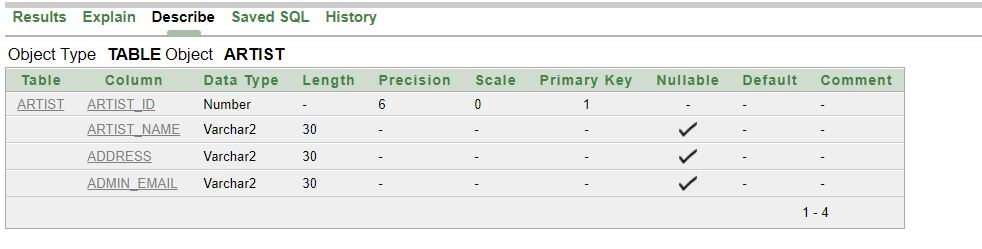 Results Explain Describe Saved SQL History
Object Type TABLE Object ARTIST
Table Column Data Type Length Precision Scale Primary Key Nullable Default Comment
ARTIST ARTIST_ID Number - 6 0 1 - - -
ARTIST_NAME Varchar2 30 - - - ✓ - -
ADDRESS Varchar2 30 - - - ✓ - -
ADMIN_EMAIL Varchar2 30 - - - ✓ - -
1 - 4